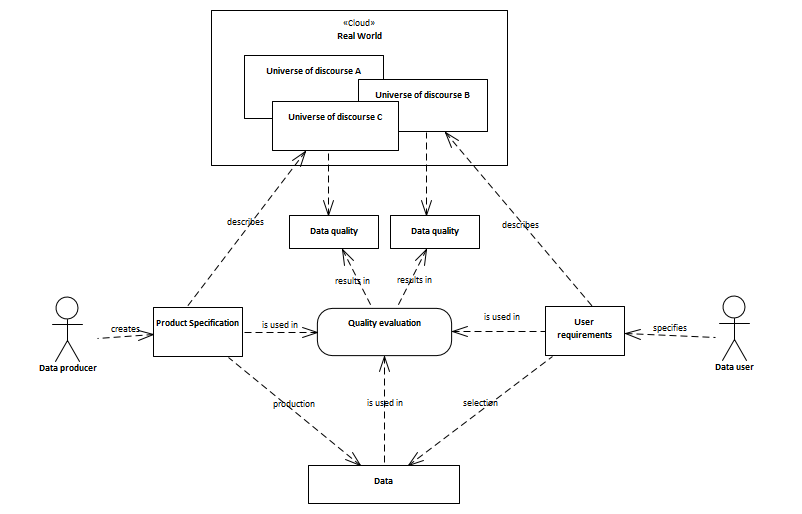 «Cloud»
Real World
Universe of discourse A
Universe of discourse B
Universe of discourse C
describes
describes
Data quality
Data quality
results in
results in
Product Specification
is used in
Quality evaluation
is used in
User
requirements
creates
specifies
Data producer
Data user
production
is used in
selection
Data